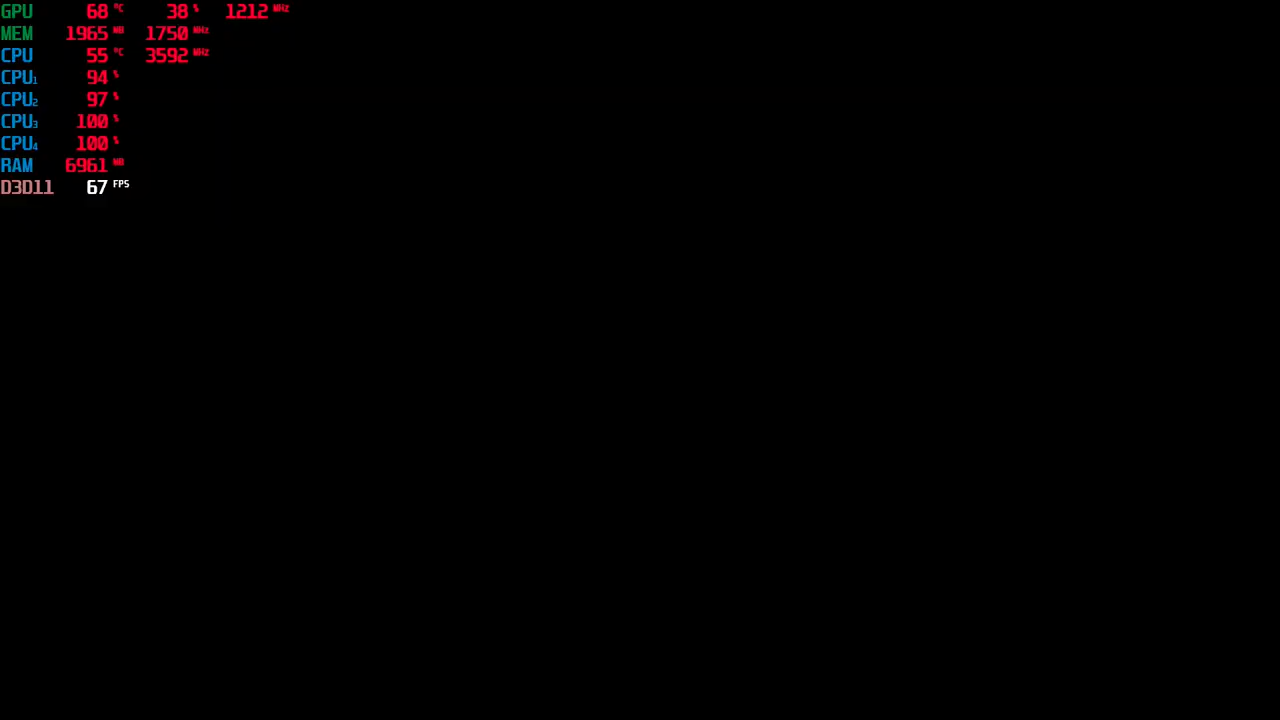 GPU 68 °C 38 % 1212 MHz
MEM 1965 MB 1750 MHz
CPU 55 °C 3592 MHz
CPU1 94 %
CPU2 97 %
CPU3 100 %
CPU4 100 %
RAM 6961 MB
D3D11 67 FPS